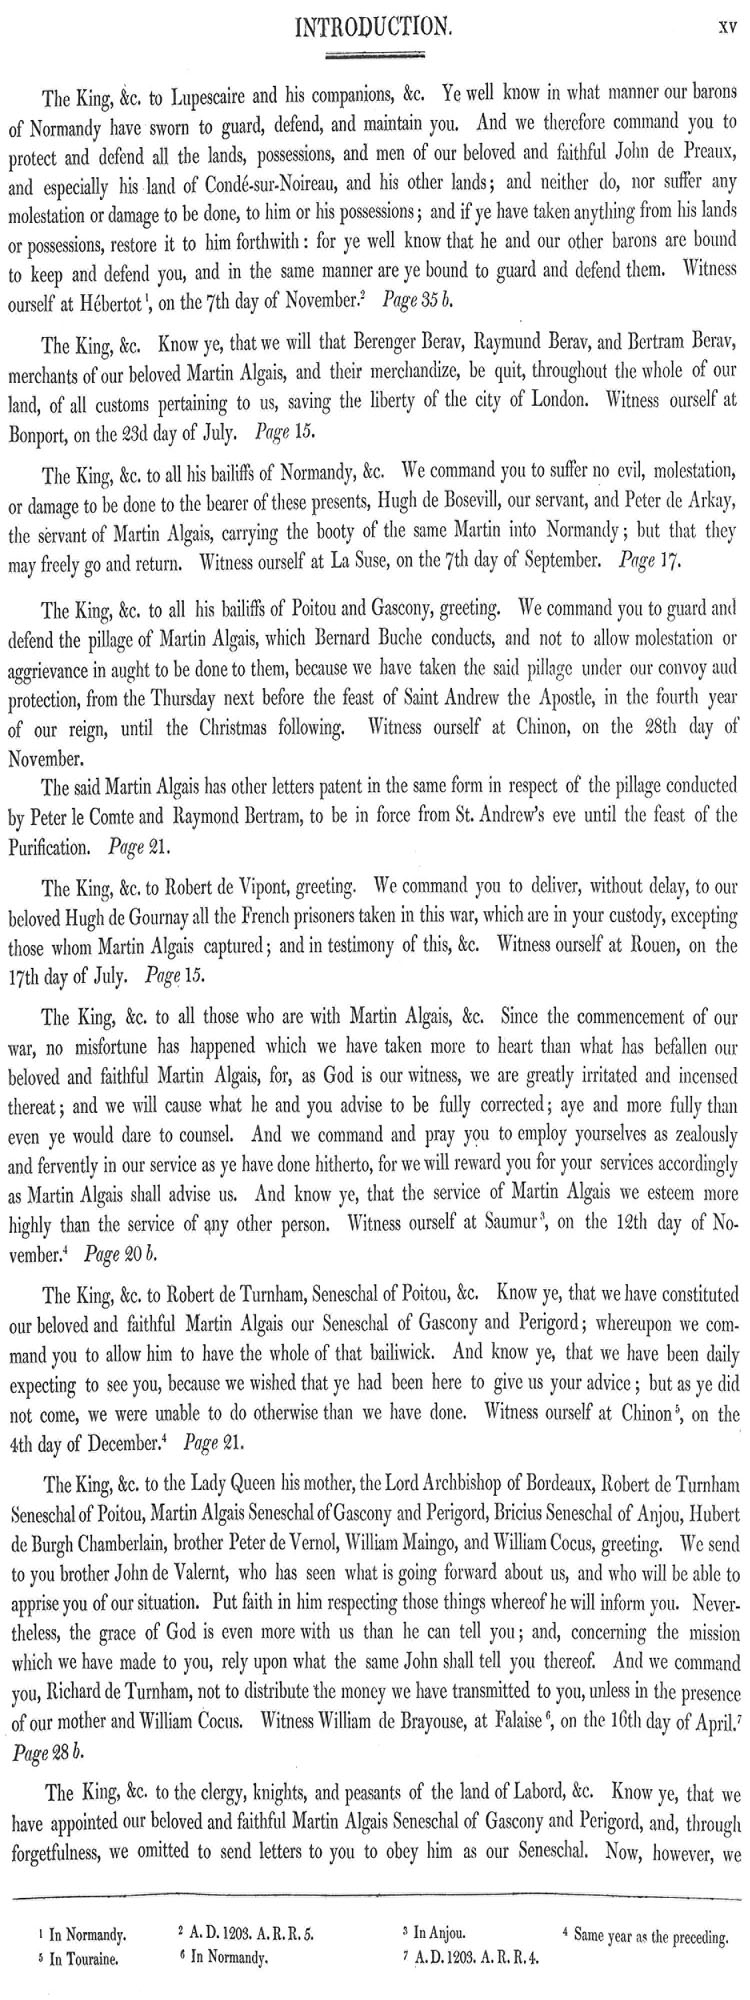 INTRODUCTION. xv
The King, &c. to Lupescaire and his companions, &c. Ye well know in what manner our barons
of Normandy have sworn to guard, defend, and maintain you. And we therefore command you to
protect and defend all the lands, possessions, and men of our beloved and faithful John de Preaux,
and especially his land of Condé-sur-Noireau, and his other lands; and neither do, nor suffer any
molestation or damage to be done, to him or his possessions; and if ye have taken anything from his lands
or possessions, restore it to him forthwith: for ye well know that he and our other barons are bound
to keep and defend you, and in the same manner are ye bound to guard and defend them. Witness
ourself at Hébertot¹, on the 7th day of November.² Page 35 b.
The King, &c. Know ye, that we will that Berenger Berav, Raymund Berav, and Bertram Berav,
merchants of our beloved Martin Algais, and their merchandize, be quit, throughout the whole of our
land, of all customs pertaining to us, saving the liberty of the city of London. Witness ourself at
Bonport, on the 23d day of July. Page 15.
The King, &c. to all his bailiffs of Normandy, &c. We command you to suffer no evil, molestation,
or damage to be done to the bearer of these presents, Hugh de Bosevill, our servant, and Peter de Arkay,
the servant of Martin Algais, carrying the booty of the same Martin into Normandy; but that they
may freely go and return. Witness ourself at La Suse, on the 7th day of September. Page 17.
The King, &c. to all his bailiffs of Poitou and Gascony, greeting. We command you to guard and
defend the pillage of Martin Algais, which Bernard Buche conducts, and not to allow molestation or
aggrievance in aught to be done to them, because we have taken the said pillage under our convoy and
protection, from the Thursday next before the feast of Saint Andrew the Apostle, in the fourth year
of our reign, until the Christmas following. Witness ourself at Chinon, on the 28th day of
November.
The said Martin Algais has other letters patent in the same form in respect of the pillage conducted
by Peter le Comte and Raymond Bertram, to be in force from St. Andrew's eve until the feast of the
Purification. Page 21.
The King, &c. to Robert de Vipont, greeting. We command you to deliver, without delay, to our
beloved Hugh de Gournay all the French prisoners taken in this war, which are in your custody, excepting
those whom Martin Algais captured; and in testimony of this, &c. Witness ourself at Rouen, on the
17th day of July. Page 15.
The King, &c. to all those who are with Martin Algais, &c. Since the commencement of our
war, no misfortune has happened which we have taken more to heart than what has befallen our
beloved and faithful Martin Algais, for, as God is our witness, we are greatly irritated and incensed
thereat; and we will cause what he and you advise to be fully corrected; aye and more fully than
even ye would dare to counsel. And we command and pray you to employ yourselves as zealously
and fervently in our service as ye have done hitherto, for we will reward you for your services accordingly
as Martin Algais shall advise us. And know ye, that the service of Martin Algais we esteem more
highly than the service of any other person. Witness ourself at Saumur³, on the 12th day of No-
vember.⁴ Page 20 b.
The King, &c. to Robert de Turnham, Seneschal of Poitou, &c. Know ye, that we have constituted
our beloved and faithful Martin Algais our Seneschal of Gascony and Perigord; whereupon we com-
mand you to allow him to have the whole of that bailiwick. And know ye, that we have been daily
expecting to see you, because we wished that ye had been here to give us your advice; but as ye did
not come, we were unable to do otherwise than we have done. Witness ourself at Chinon⁵, on the
4th day of December.⁴ Page 21.
The King, &c. to the Lady Queen his mother, the Lord Archbishop of Bordeaux, Robert de Turnham
Seneschal of Poitou, Martin Algais Seneschal of Gascony and Perigord, Bricius Seneschal of Anjou, Hubert
de Burgh Chamberlain, brother Peter de Vernol, William Maingo, and William Cocus, greeting. We send
to you brother John de Valernt, who has seen what is going forward about us, and who will be able to
apprise you of our situation. Put faith in him respecting those things whereof he will inform you. Never-
theless, the grace of God is even more with us than he can tell you; and, concerning the mission
which we have made to you, rely upon what the same John shall tell you thereof. And we command
you, Richard de Turnham, not to distribute the money we have transmitted to you, unless in the presence
of our mother and William Cocus. Witness William de Brayouse, at Falaise⁶, on the 16th day of April.⁷
Page 28 b.
The King, &c. to the clergy, knights, and peasants of the land of Labord, &c. Know ye, that we
have appointed our beloved and faithful Martin Algais Seneschal of Gascony and Perigord, and, through
forgetfulness, we omitted to send letters to you to obey him as our Seneschal. Now, however, we
¹ In Normandy. ² A.D. 1203. A. R. R. 5. ³ In Anjou. ⁴ Same year as the preceding.
⁵ In Touraine. ⁶ In Normandy. ⁷ A.D. 1203. A. R. R. 4.